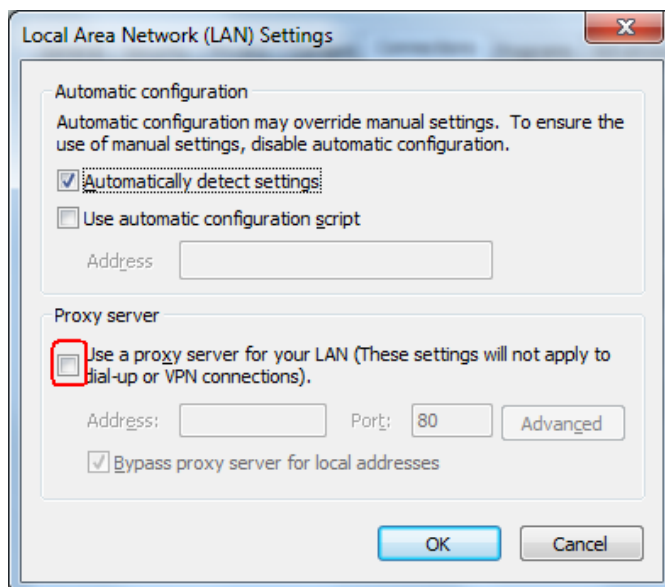 Local Area Network (LAN) Settings
Automatic configuration
Automatic configuration may override manual settings. To ensure the
use of manual settings, disable automatic configuration.
Automatically detect settings
Use automatic configuration script
Address
Proxy server
Use a proxy server for your LAN (These settings will not apply to
dial-up or VPN connections).
Address: Port: 80 Advanced
Bypass proxy server for local addresses
OK Cancel